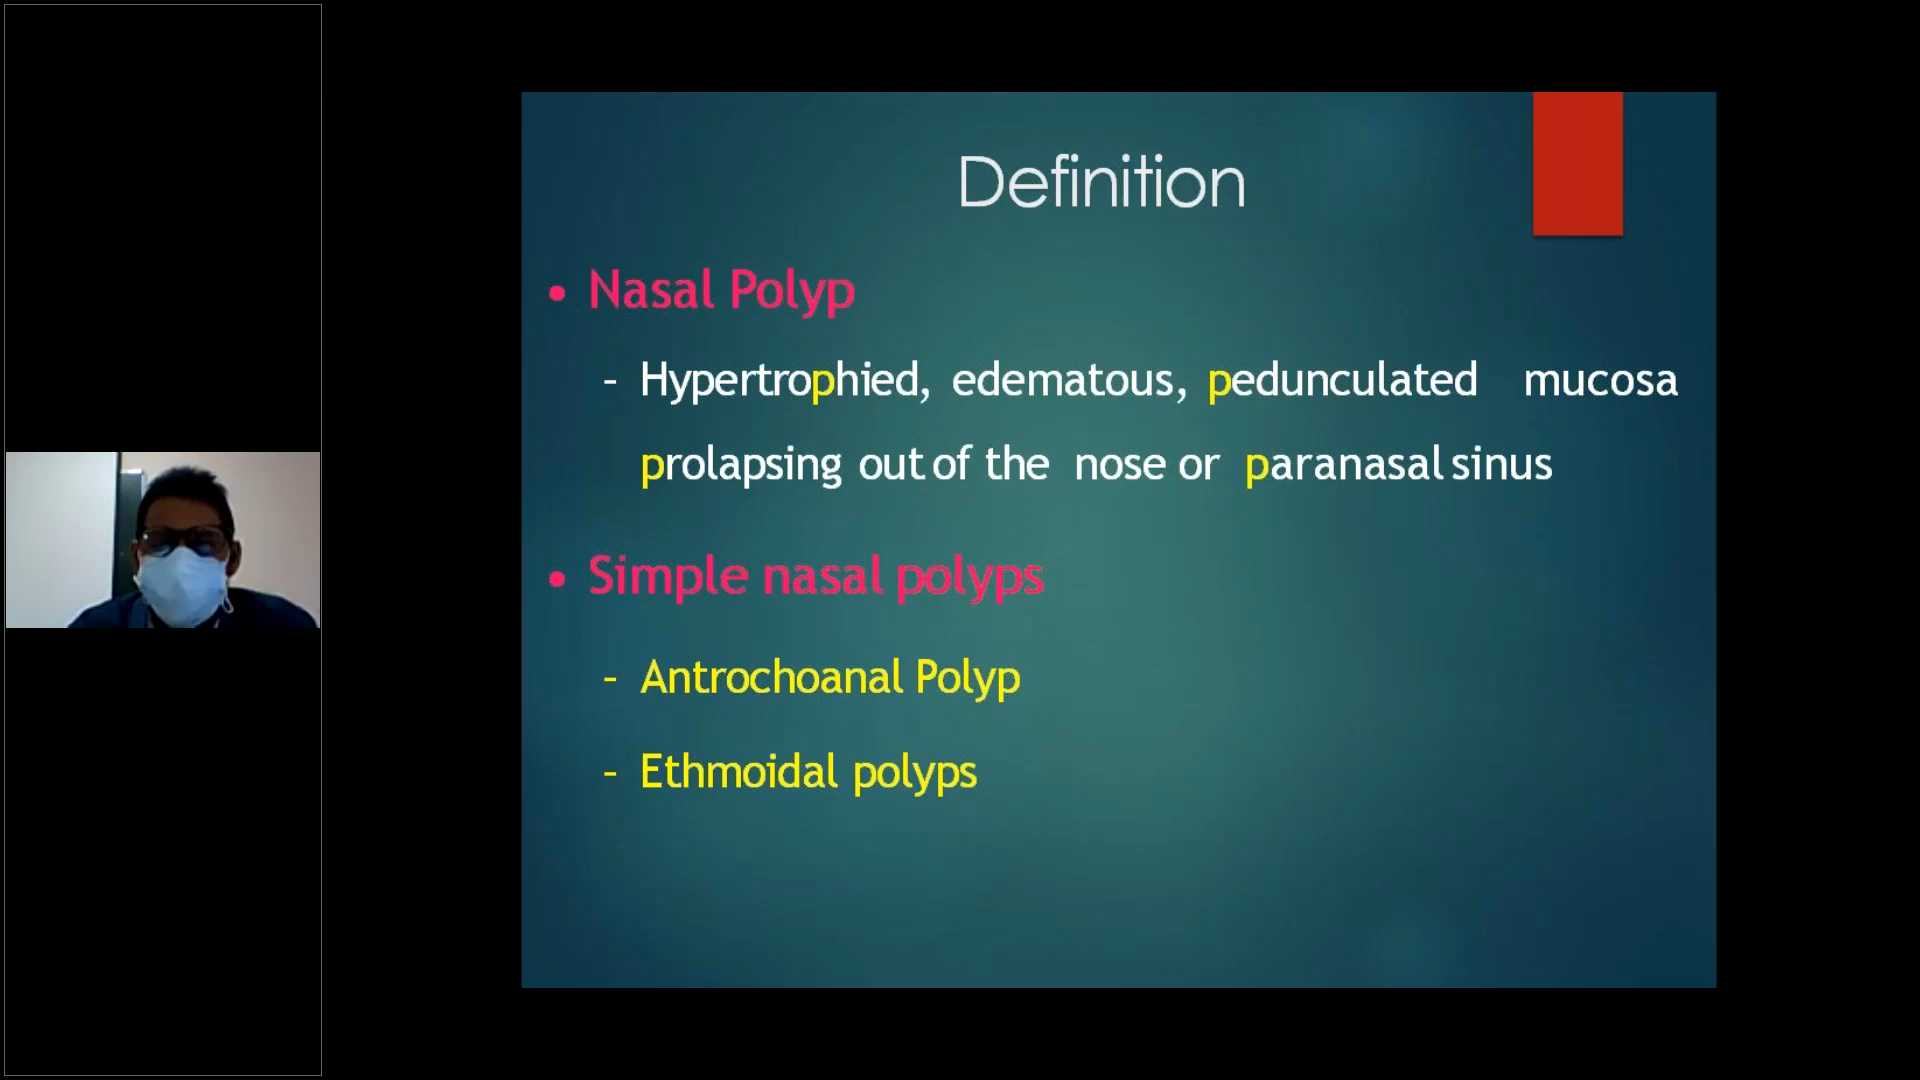 Definition
• Nasal Polyp
– Hypertrophied, edematous, pedunculated mucosa
prolapsing out of the nose or paranasal sinus
• Simple nasal polyps
– Antrochoanal Polyp
– Ethmoidal polyps